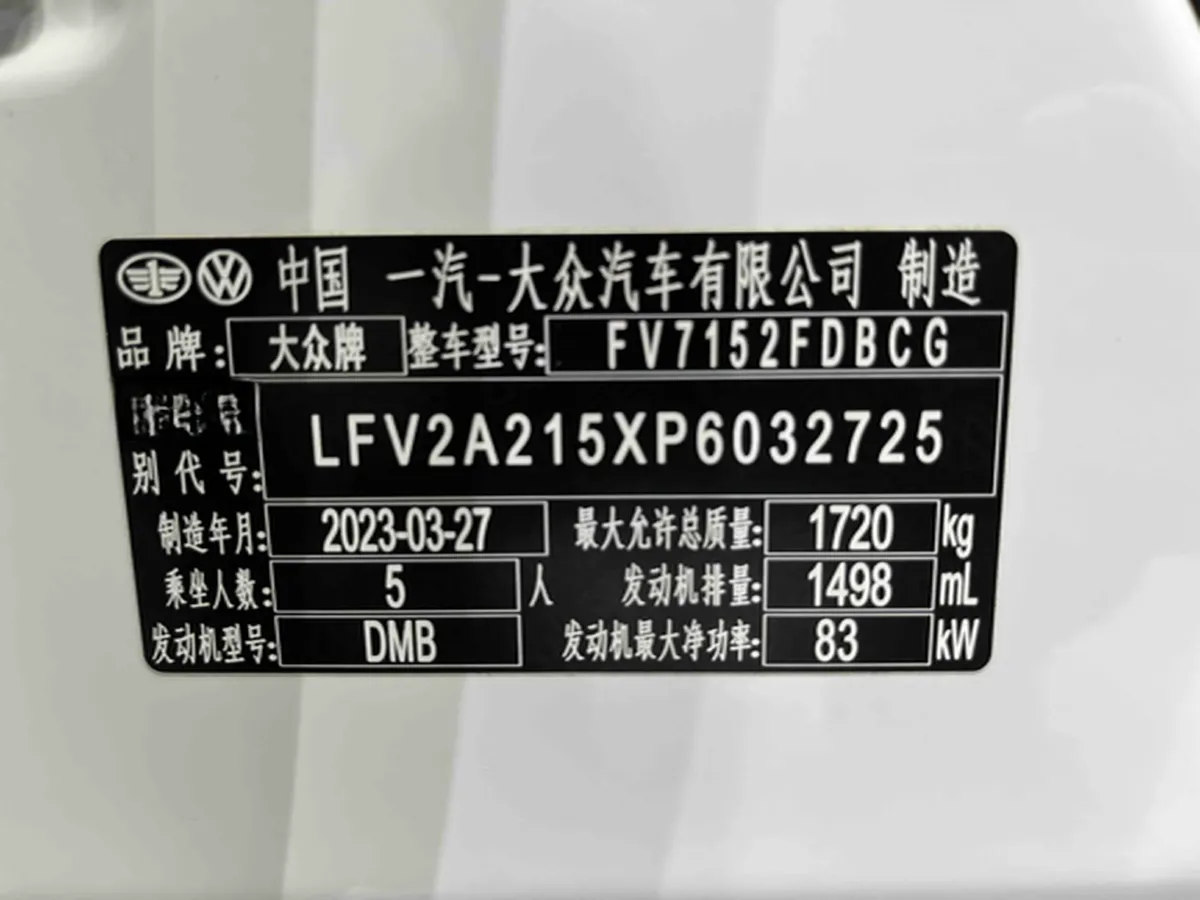 中国 一汽-大众汽车有限公司 制造
品牌: 大众牌 整车型号: FV7152FDBCG
别代号: LFV2A215XP6032725
制造年月: 2023-03-27 最大允许总质量: 1720 kg
乘坐人数: 5 人 发动机排量: 1498 mL
发动机型号: DMB 发动机最大净功率: 83 kW